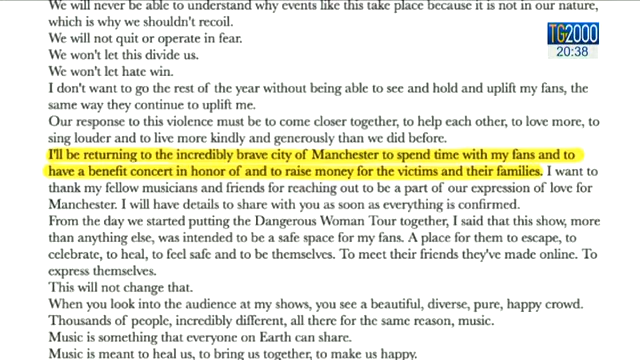 We will never be able to understand why events like this take place because it is not in our nature,
which is why we shouldn't recoil.
We will not quit or operate in fear.
We won't let this divide us.
We won't let hate win.
I don't want to go the rest of the year without being able to see and hold and uplift my fans, the
same way they continue to uplift me.
Our response to this violence must be to come closer together, to help each other, to love more, to
sing louder and to live more kindly and generously than we did before.
I'll be returning to the incredibly brave city of Manchester to spend time with my fans and to
have a benefit concert in honor of and to raise money for the victims and their families. I want to
thank my fellow musicians and friends for reaching out to be a part of our expression of love for
Manchester. I will have details to share with you as soon as everything is confirmed.
From the day we started putting the Dangerous Woman Tour together, I said that this show, more
than anything else, was intended to be a safe space for my fans. A place for them to escape, to
celebrate, to heal, to feel safe and to be themselves. To meet their friends they've made online. To
express themselves.
This will not change that.
When you look into the audience at my shows, you see a beautiful, diverse, pure, happy crowd.
Thousands of people, incredibly different, all there for the same reason, music.
Music is something that everyone on Earth can share.
Music is meant to heal us, to bring us together, to make us happy.
TG2000
20:38